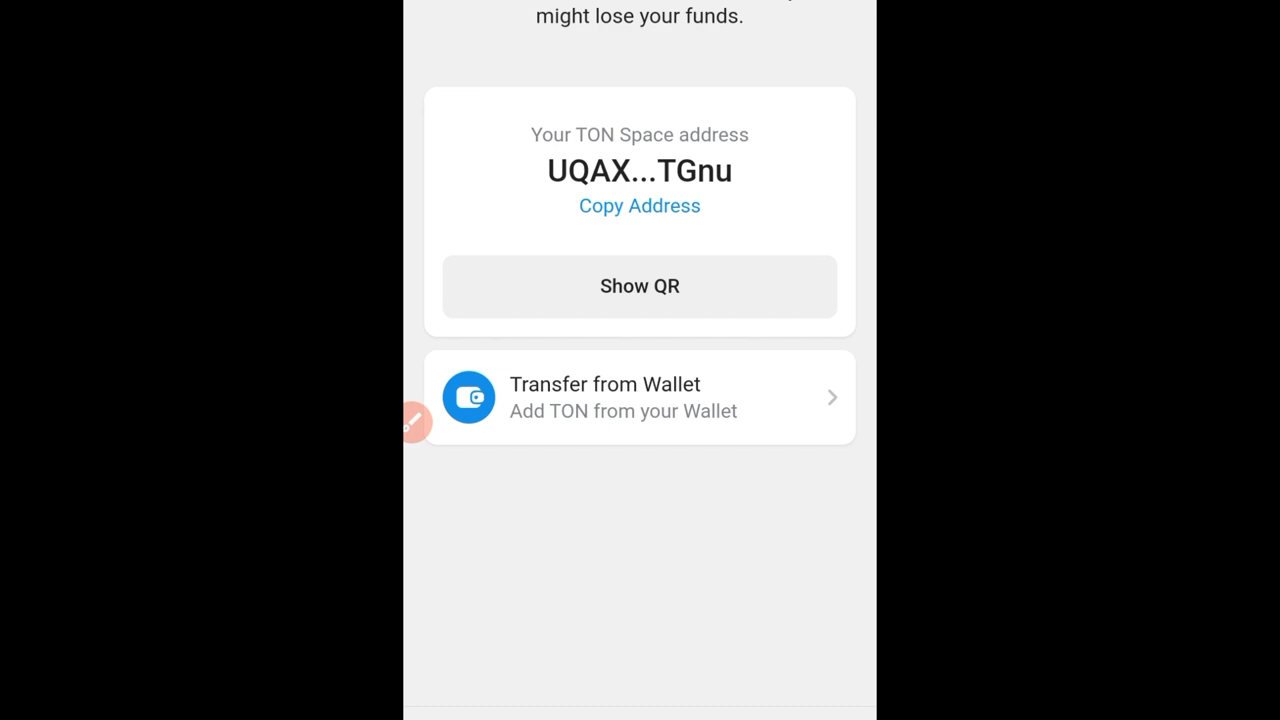 might lose your funds.
Your TON Space address
UQAX...TGnu
Copy Address
Show QR
Transfer from Wallet
Add TON from your Wallet